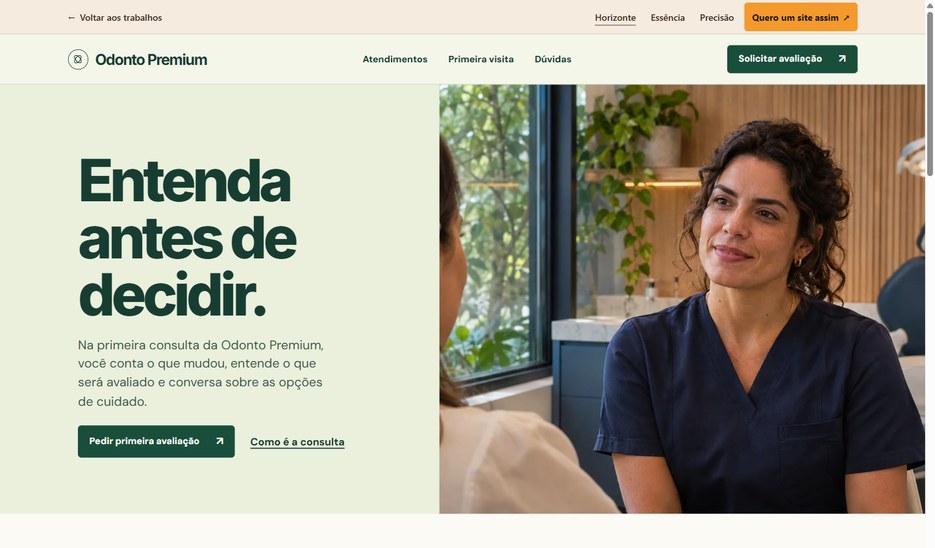 ← Voltar aos trabalhos
Horizonte Essência Precisão Quero um site assim ↗
Odonto Premium
Atendimentos Primeira visita Dúvidas
Solicitar avaliação ↗
Entenda
antes de
decidir.
Na primeira consulta da Odonto Premium,
você conta o que mudou, entende o que
será avaliado e conversa sobre as opções
de cuidado.
Pedir primeira avaliação ↗
Como é a consulta